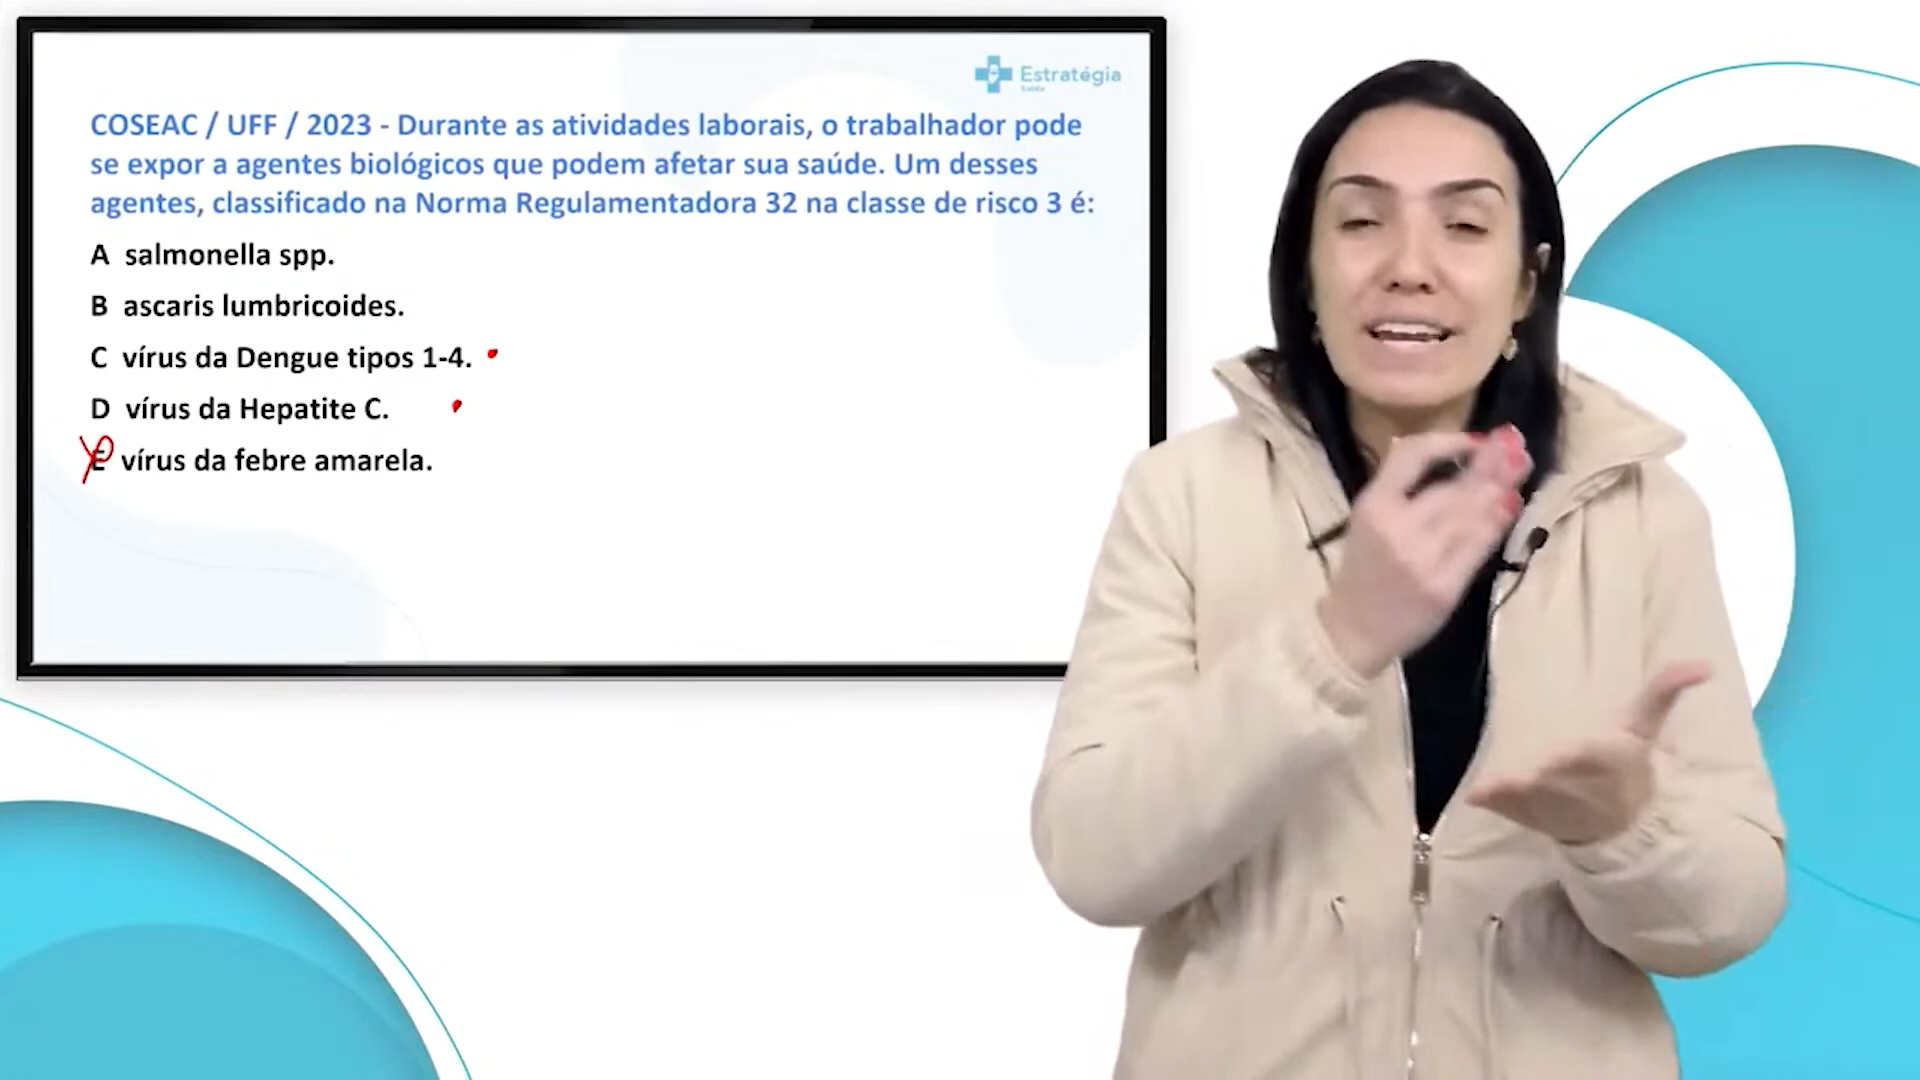 Estratégia
Saúde
COSEAC / UFF / 2023 - Durante as atividades laborais, o trabalhador pode
se expor a agentes biológicos que podem afetar sua saúde. Um desses
agentes, classificado na Norma Regulamentadora 32 na classe de risco 3 é:
A salmonella spp.
B ascaris lumbricoides.
C vírus da Dengue tipos 1-4.
D vírus da Hepatite C.
E vírus da febre amarela.